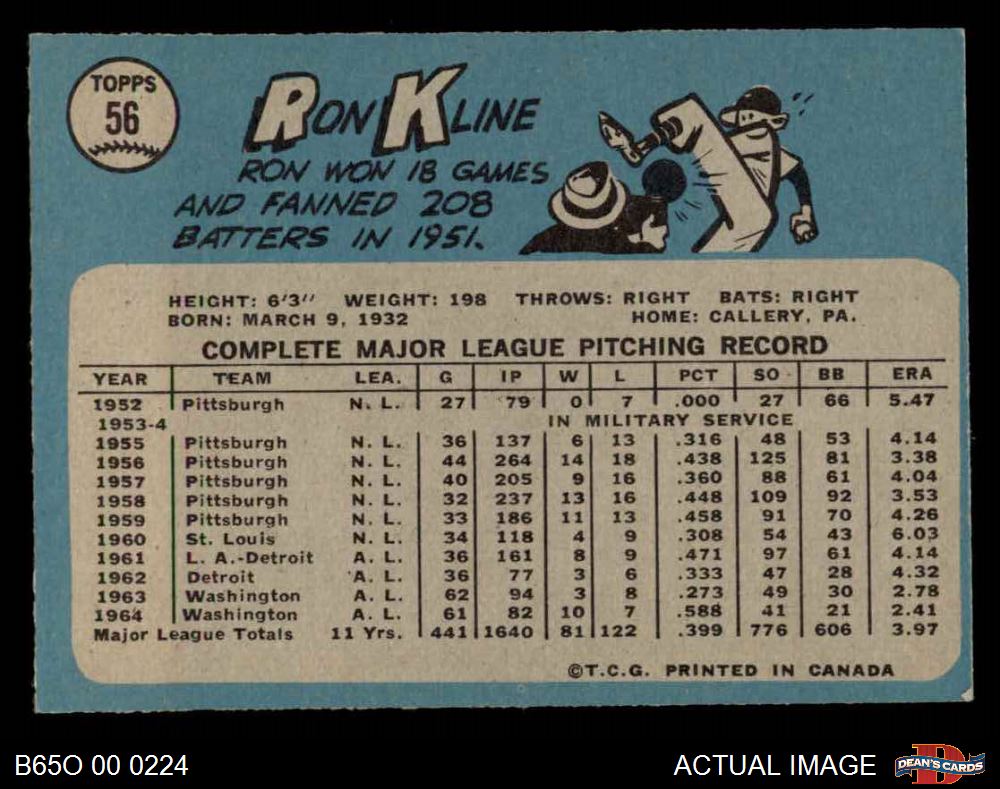 TOPPS
56
RON KLINE
RON WON 18 GAMES
AND FANNED 208
BATTERS IN 1951.
HEIGHT: 6'3" WEIGHT: 198 THROWS: RIGHT BATS: RIGHT
BORN: MARCH 9, 1932 HOME: CALLERY, PA.
COMPLETE MAJOR LEAGUE PITCHING RECORD
YEAR TEAM LEA. G IP W L PCT SO BB ERA
1952 Pittsburgh N. L. 27 79 0 7 .000 27 66 5.47
1953-4 IN MILITARY SERVICE
1955 Pittsburgh N. L. 36 137 6 13 .316 48 53 4.14
1956 Pittsburgh N. L. 44 264 14 18 .438 125 81 3.38
1957 Pittsburgh N. L. 40 205 9 16 .360 88 61 4.04
1958 Pittsburgh N. L. 32 237 13 16 .448 109 92 3.53
1959 Pittsburgh N. L. 33 186 11 13 .458 91 70 4.26
1960 St. Louis N. L. 34 118 4 9 .308 54 43 6.03
1961 L. A.-Detroit A. L. 36 161 8 9 .471 97 61 4.14
1962 Detroit A. L. 36 77 3 6 .333 47 28 4.32
1963 Washington A. L. 62 94 3 8 .273 49 30 2.78
1964 Washington A. L. 61 82 10 7 .588 41 21 2.41
Major League Totals 11 Yrs. 441 1640 81 122 .399 776 606 3.97
©T.C.G. PRINTED IN CANADA
B65O 00 0224 ACTUAL IMAGE
DEAN'S CARDS